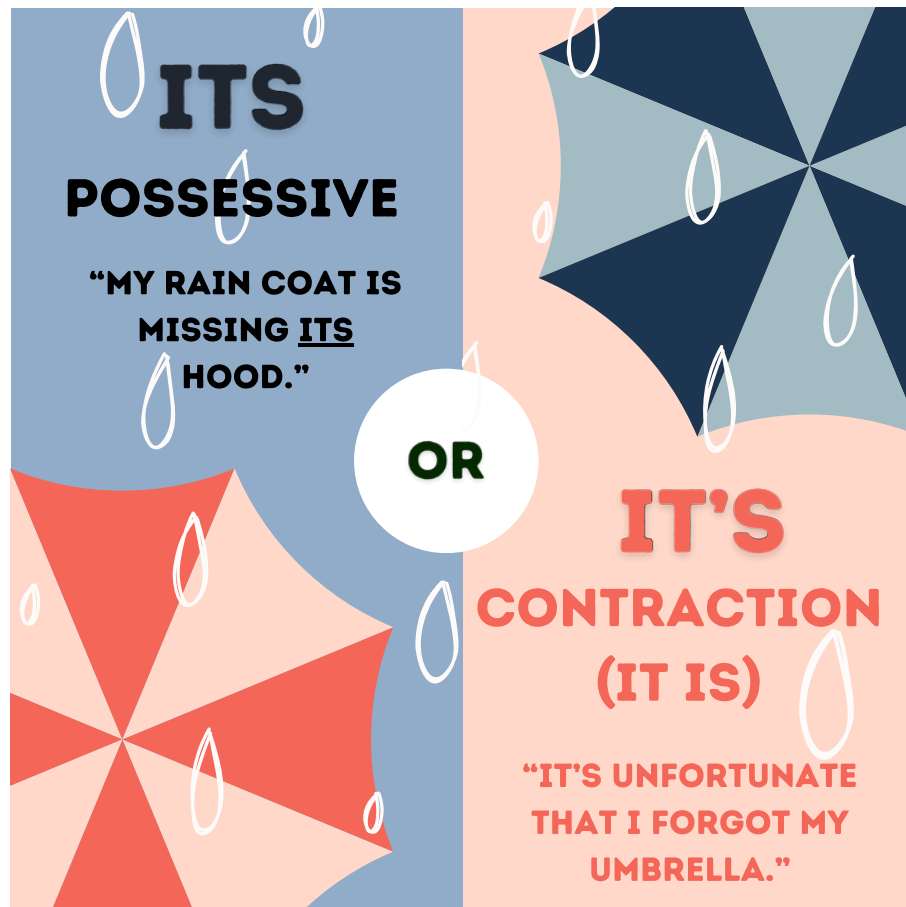 ITS
POSSESSIVE
“MY RAIN COAT IS
MISSING ITS
HOOD.”
OR
IT’S
CONTRACTION
(IT IS)
“IT’S UNFORTUNATE
THAT I FORGOT MY
UMBRELLA.”